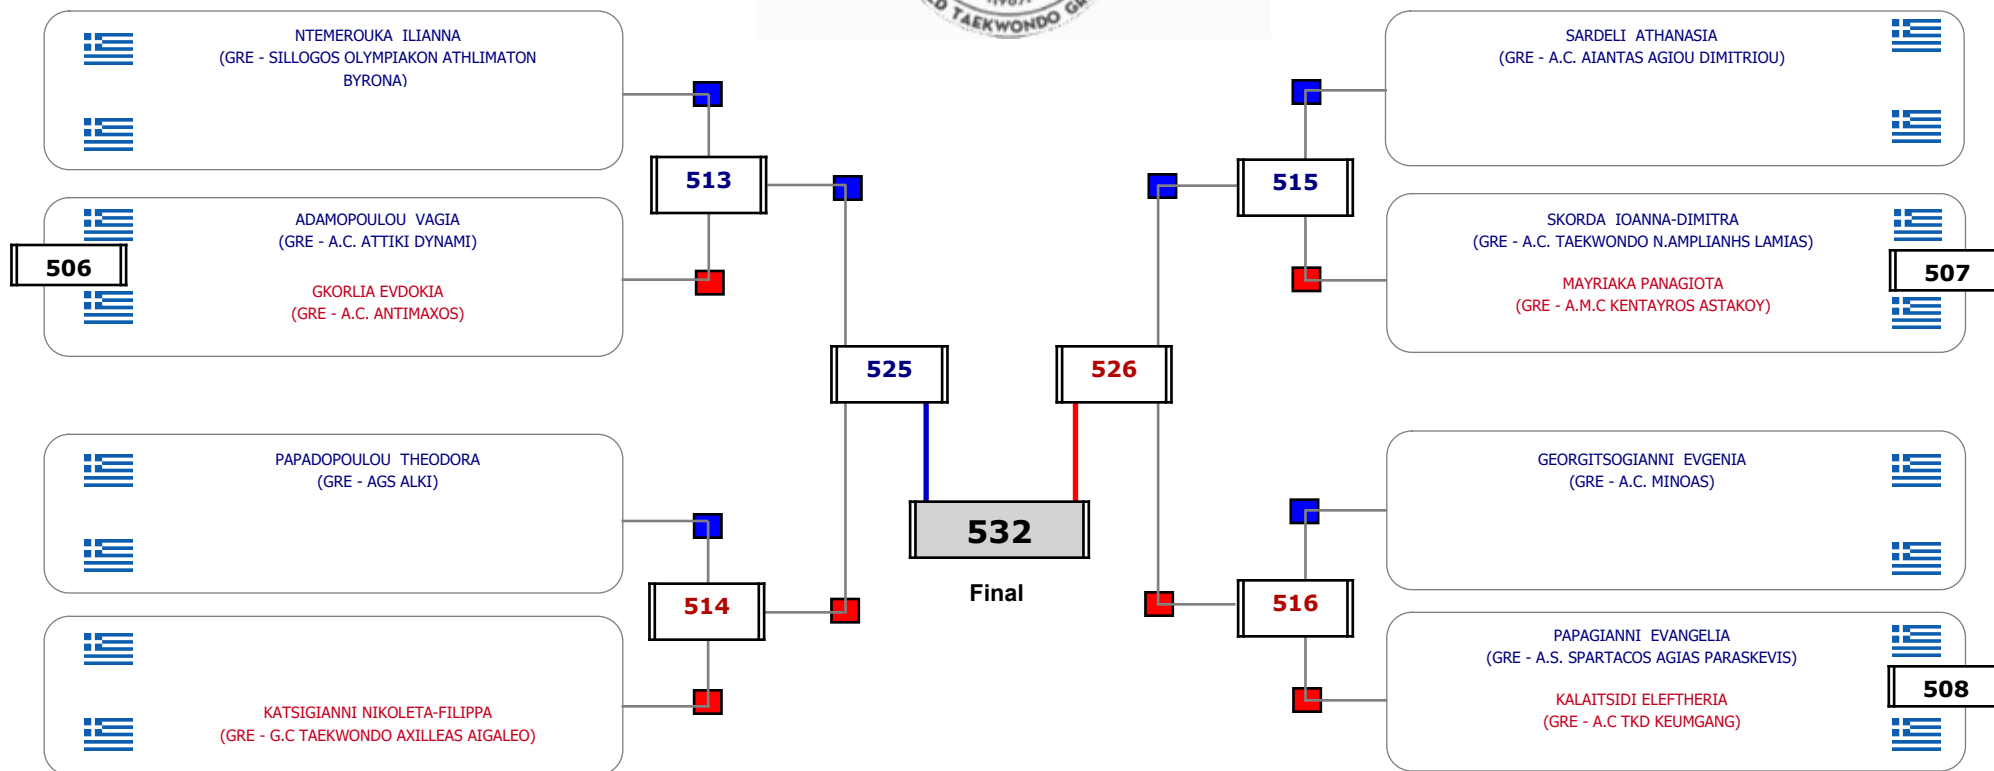 TAEKWONDO
NTEMEROUKA ILIANNA
(GRE - SILLOGOS OLYMPIAKON ATHLIMATON
BYRONA)
513
ADAMOPOULOU VAGIA
(GRE - A.C. ATTIKI DYNAMI)
506
GKORLIA EVDOKIA
(GRE - A.C. ANTIMAXOS)
525
PAPADOPOULOU THEODORA
(GRE - AGS ALKI)
514
KATSIGIANNI NIKOLETA-FILIPPA
(GRE - G.C TAEKWONDO AXILLEAS AIGALEO)
532
Final
SARDELI ATHANASIA
(GRE - A.C. AIANTAS AGIOU DIMITRIOU)
515
SKORDA IOANNA-DIMITRA
(GRE - A.C. TAEKWONDO N.AMPLIANHS LAMIAS)
507
MAYRIAKA PANAGIOTA
(GRE - A.M.C KENTAYROS ASTAKOY)
526
GEORGITSOGIANNI EVGENIA
(GRE - A.C. MINOAS)
516
PAPAGIANNI EVANGELIA
(GRE - A.S. SPARTACOS AGIAS PARASKEVIS)
508
KALAITSIDI ELEFTHERIA
(GRE - A.C TKD KEUMGANG)